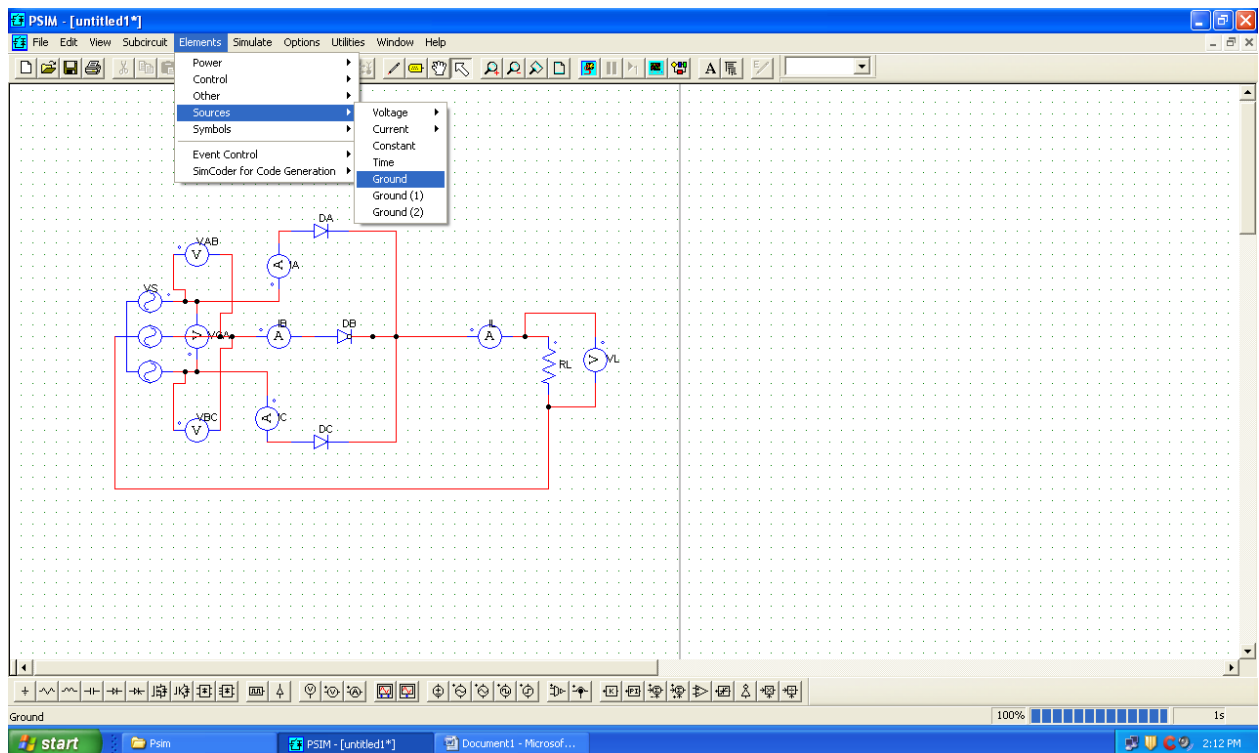 PSIM - [untitled1*]
File Edit View Subcircuit Elements Simulate Options Utilities Window Help
A
Power
Control
Other
Sources
Symbols
Event Control
SimCoder for Code Generation
Voltage
Current
Constant
Time
Ground
Ground (1)
Ground (2)
DA
VAB
V
A A
VS
IB DB IL
V VCA A A
RL V VL
VBC
V A C
DC
K PI
Ground 100% 1s
start Psim PSIM - [untitled1*] Document1 - Microsof... 2:12 PM